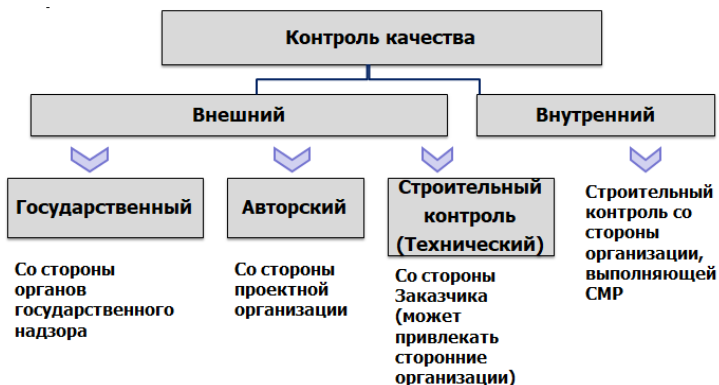 Контроль качества
Внешний
Внутренний
Государственный
Авторский
Строительный
контроль
(Технический)
Со стороны
органов
государственного
надзора
Со стороны
проектной
организации
Со стороны
Заказчика
(может
привлекать
сторонние
организации)
Строительный
контроль со
стороны
организации,
выполняющей
СМР